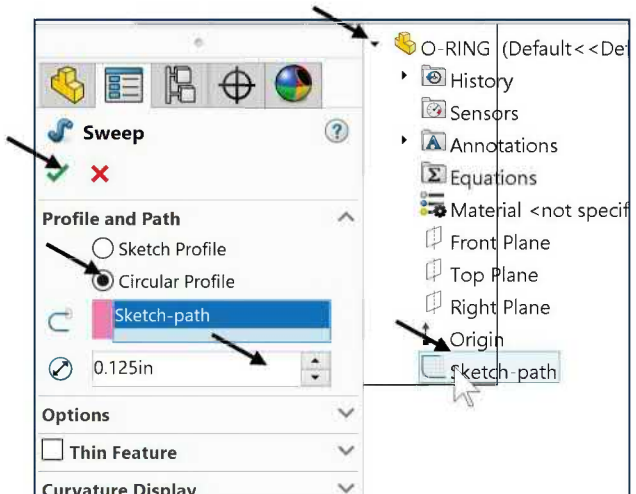 Sweep
Profile and Path
Sketch Profile
Circular Profile
Sketch-path
0.125in
Options
Thin Feature
Curvature Display
O-RING (Default<<Def
History
Sensors
Annotations
Equations
Material <not specif
Front Plane
Top Plane
Right Plane
Origin
Sketch-path